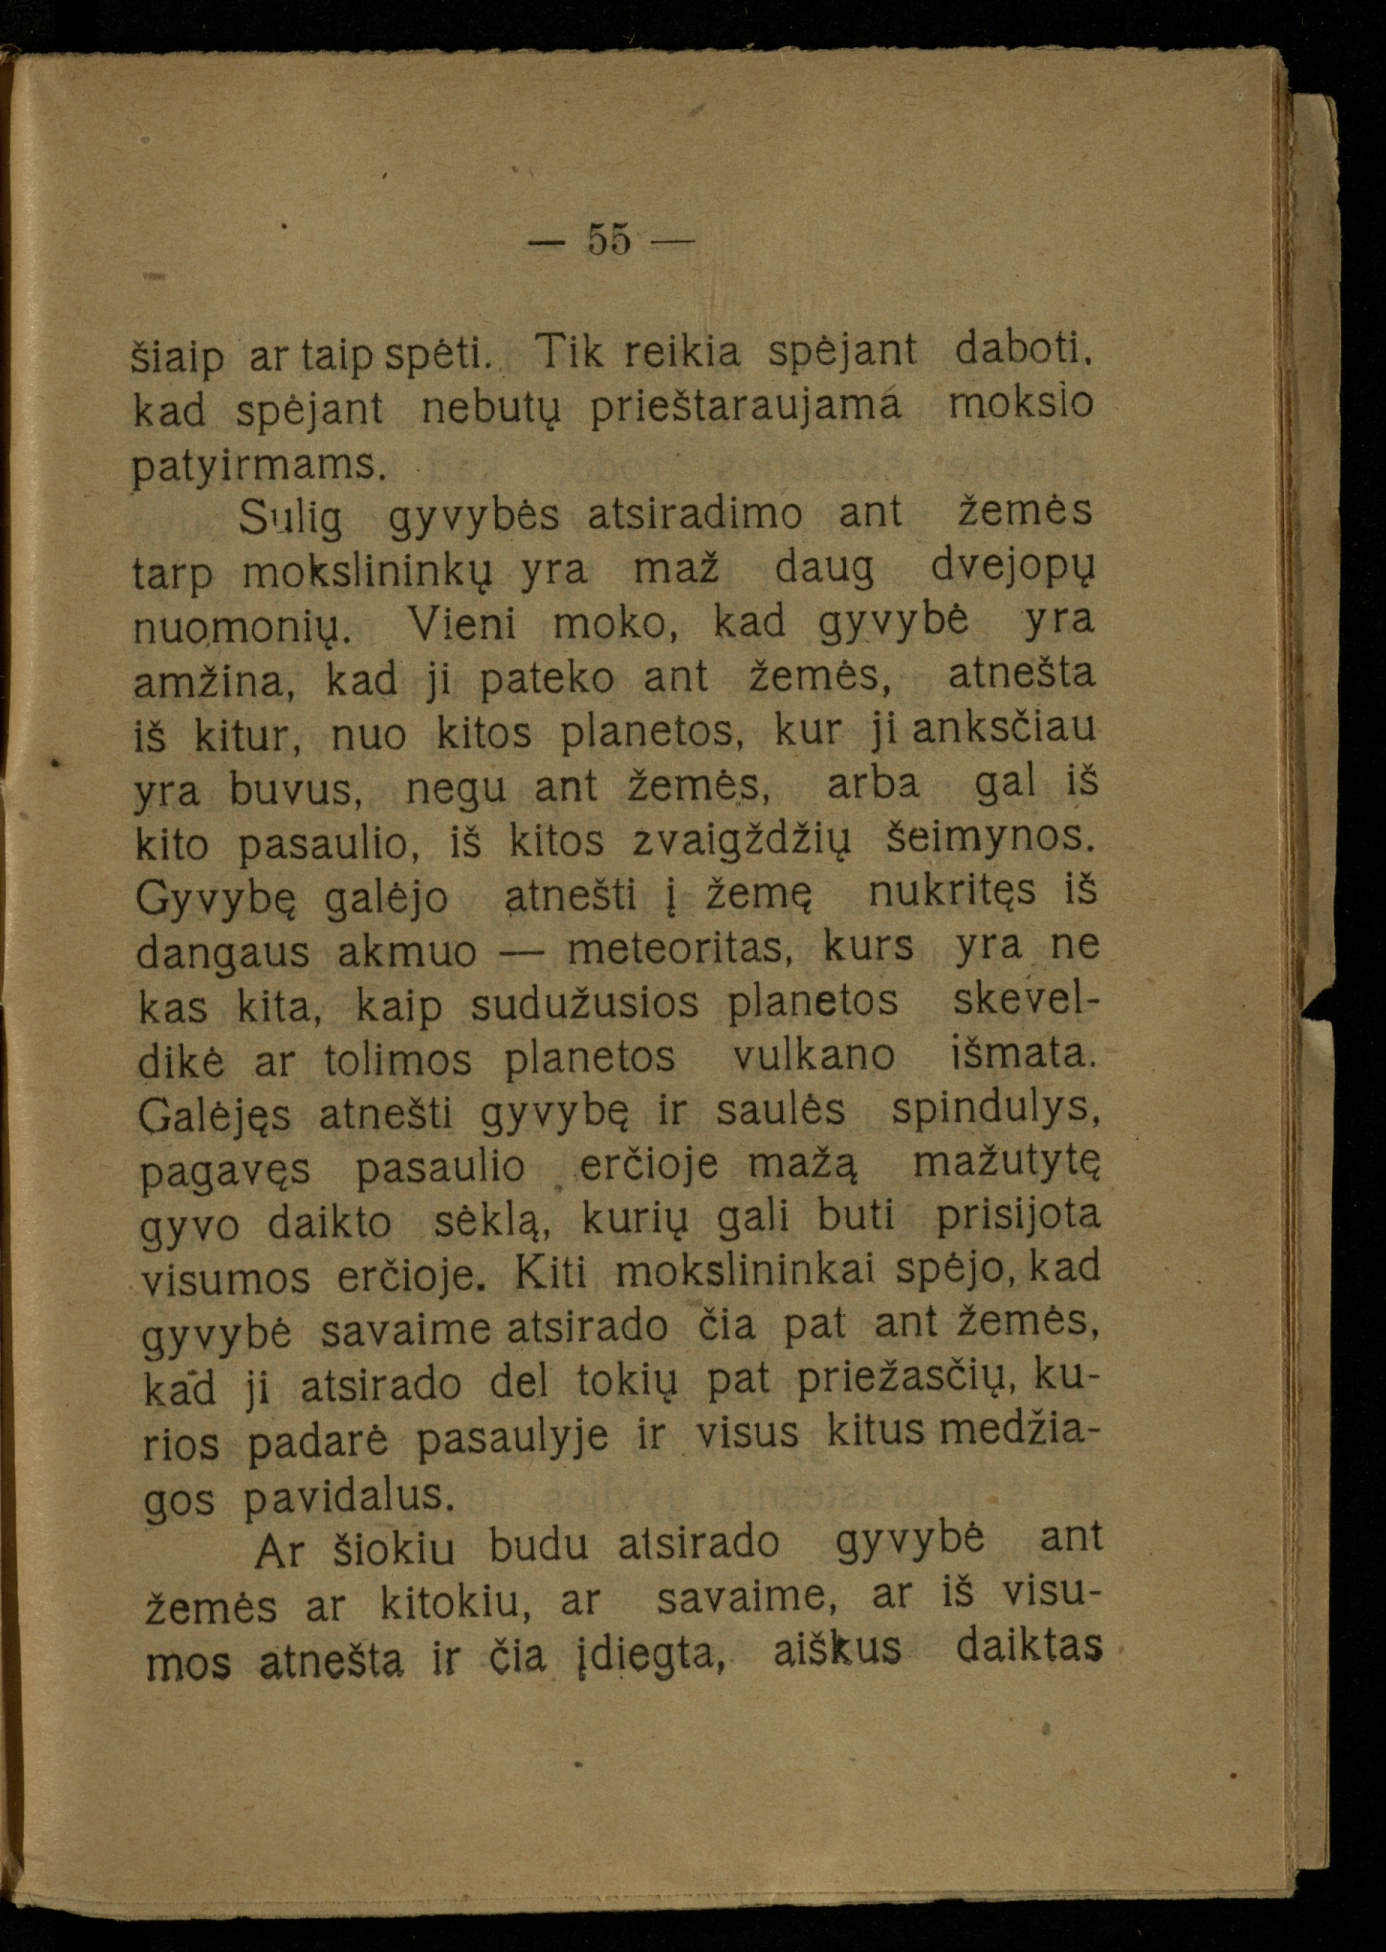 — 55 —
šiaip ar taip spėti. Tik reikia spėjant daboti,
kad spėjant nebutų prieštaraujama mokslo
patyirmams.
Sulig gyvybės atsiradimo ant žemės
tarp mokslininkų yra maž daug dvejopų
nuomonių. Vieni moko, kad gyvybė yra
amžina, kad ji pateko ant žemės, atnešta
iš kitur, nuo kitos planetos, kur ji anksčiau
yra buvus, negu ant žemės, arba gal iš
kito pasaulio, iš kitos zvaigždžių šeimynos.
Gyvybę galėjo atnešti į žemę nukritęs iš
dangaus akmuo — meteoritas, kurs yra ne
kas kita, kaip sudužusios planetos skevel-
dikė ar tolimos planetos vulkano išmata.
Galėjęs atnešti gyvybę ir saulės spindulys,
pagavęs pasaulio erčioje mažą mažutytę
gyvo daikto sėklą, kurių gali buti prisijota
visumos erčioje. Kiti mokslininkai spėjo, kad
gyvybė savaime atsirado čia pat ant žemės,
kad ji atsirado del tokių pat priežasčių, ku-
rios padarė pasaulyje ir visus kitus medžia-
gos pavidalus.
Ar šiokiu budu atsirado gyvybė ant
žemės ar kitokiu, ar savaime, ar iš visu-
mos atnešta ir čia įdiegta, aiškus daiktas